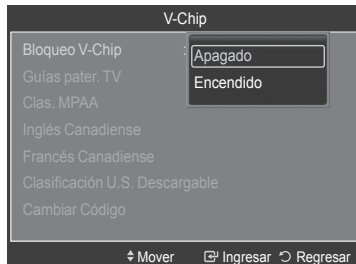 V-Chip
Bloqueo V-Chip : Apagado
Encendido
Guías pater. TV
Clas. MPAA
Inglés Canadiense
Francés Canadiense
Clasificación U.S. Descargable
Cambiar Código
Mover Ingresar Regresar